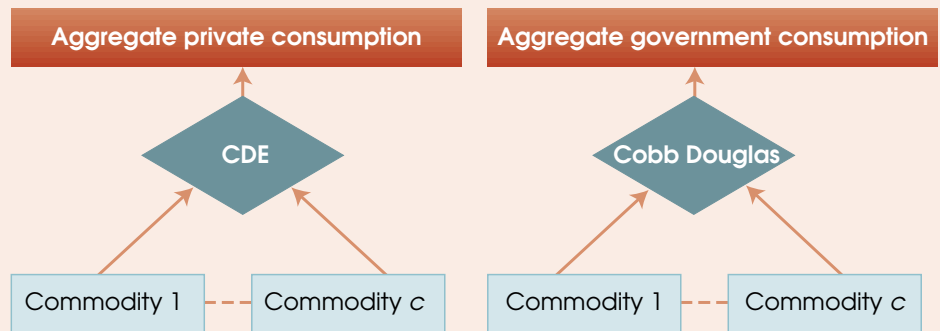 Aggregate private consumption
Aggregate government consumption
CDE
Cobb Douglas
Commodity 1
Commodity c
Commodity 1
Commodity c